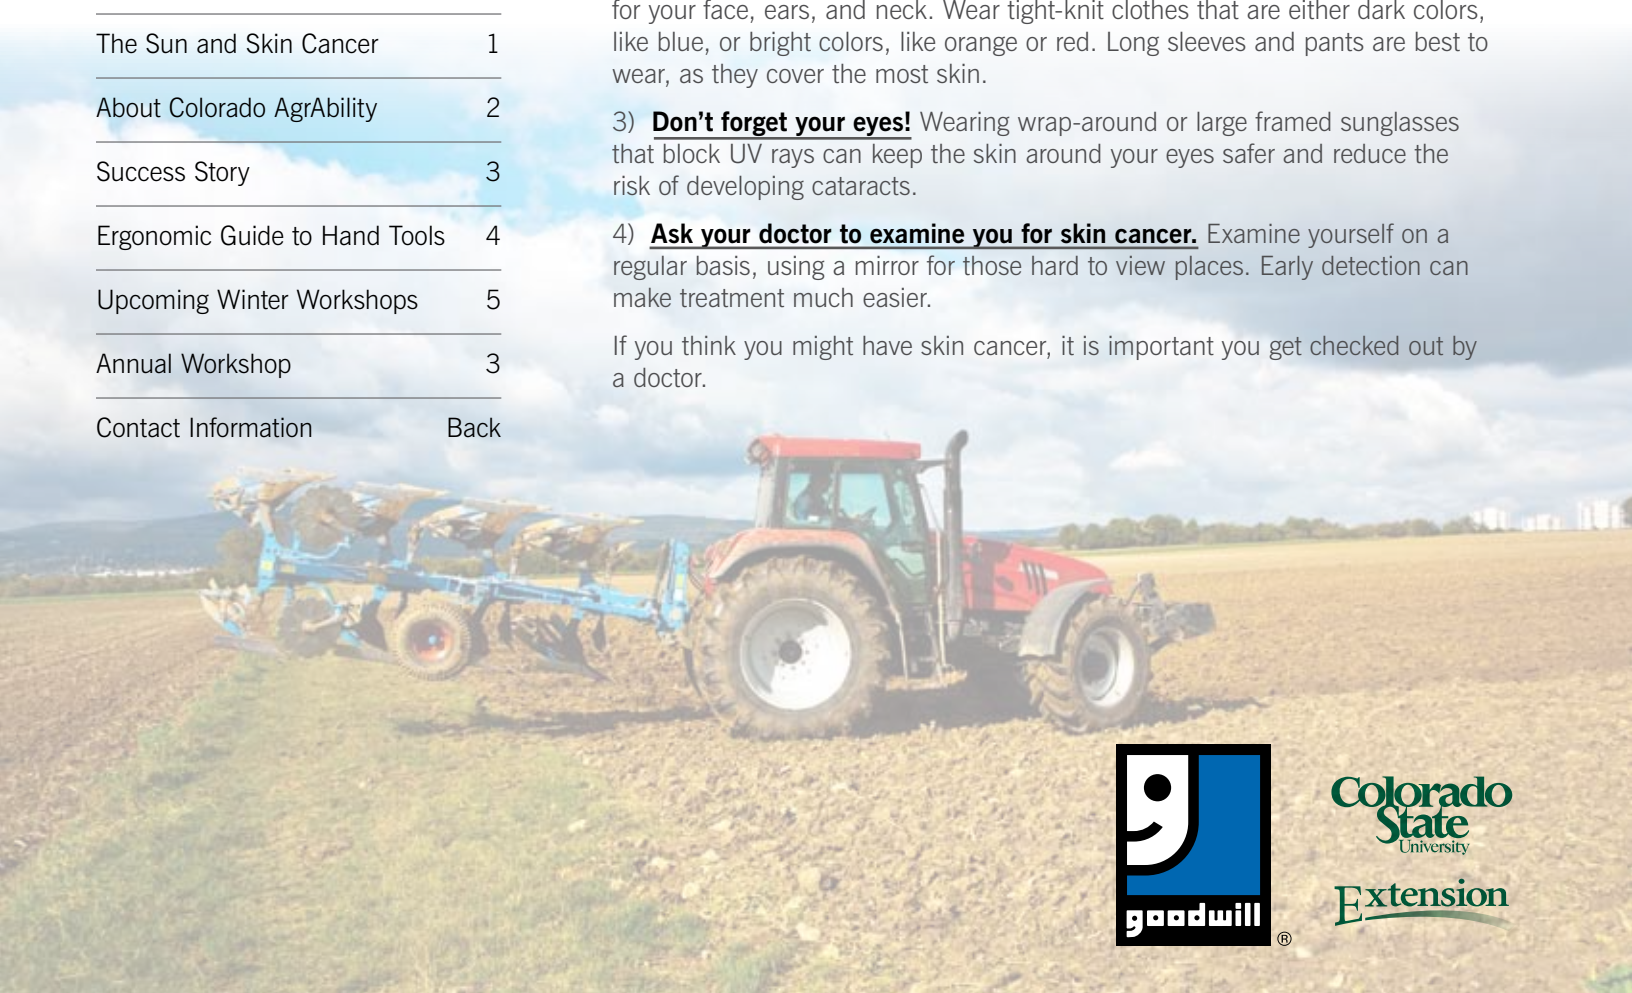 The Sun and Skin Cancer 1
About Colorado AgrAbility 2
Success Story 3
Ergonomic Guide to Hand Tools 4
Upcoming Winter Workshops 5
Annual Workshop 3
Contact Information Back
for your face, ears, and neck. Wear tight-knit clothes that are either dark colors,
like blue, or bright colors, like orange or red. Long sleeves and pants are best to
wear, as they cover the most skin.
3) Don’t forget your eyes! Wearing wrap-around or large framed sunglasses
that block UV rays can keep the skin around your eyes safer and reduce the
risk of developing cataracts.
4) Ask your doctor to examine you for skin cancer. Examine yourself on a
regular basis, using a mirror for those hard to view places. Early detection can
make treatment much easier.
If you think you might have skin cancer, it is important you get checked out by
a doctor.
goodwill
®
Colorado
State
University
Extension